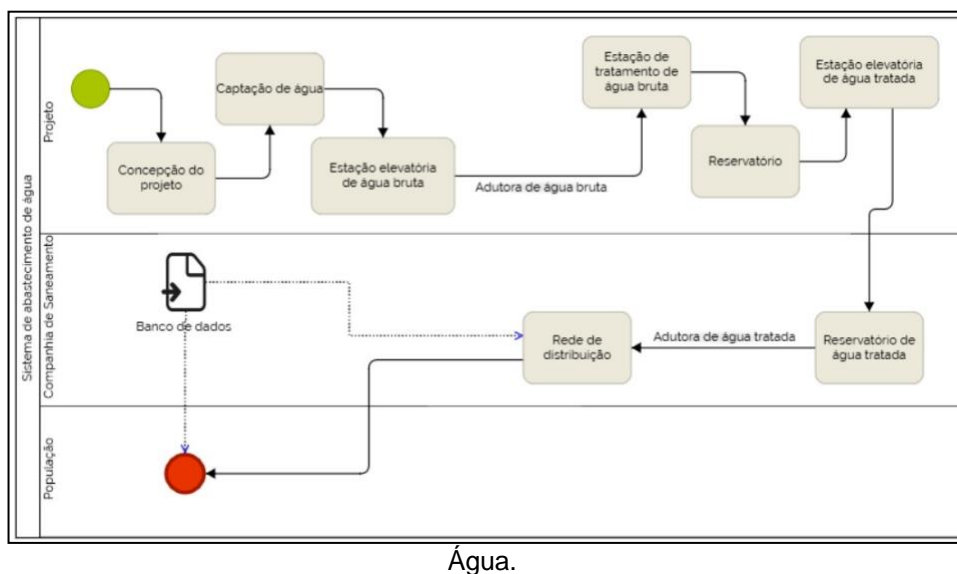 Sistema de abastecimento de água
Projeto
Concepção do
projeto
Captação de água
Estação elevatória
de água bruta
Adutora de água bruta
Estação de
tratamento de
água bruta
Reservatório
Estação elevatória
de água tratada
Companhia de Saneamento
Banco de dados
Rede de
distribuição
Adutora de água tratada
Reservatório de
água tratada
População
Água.